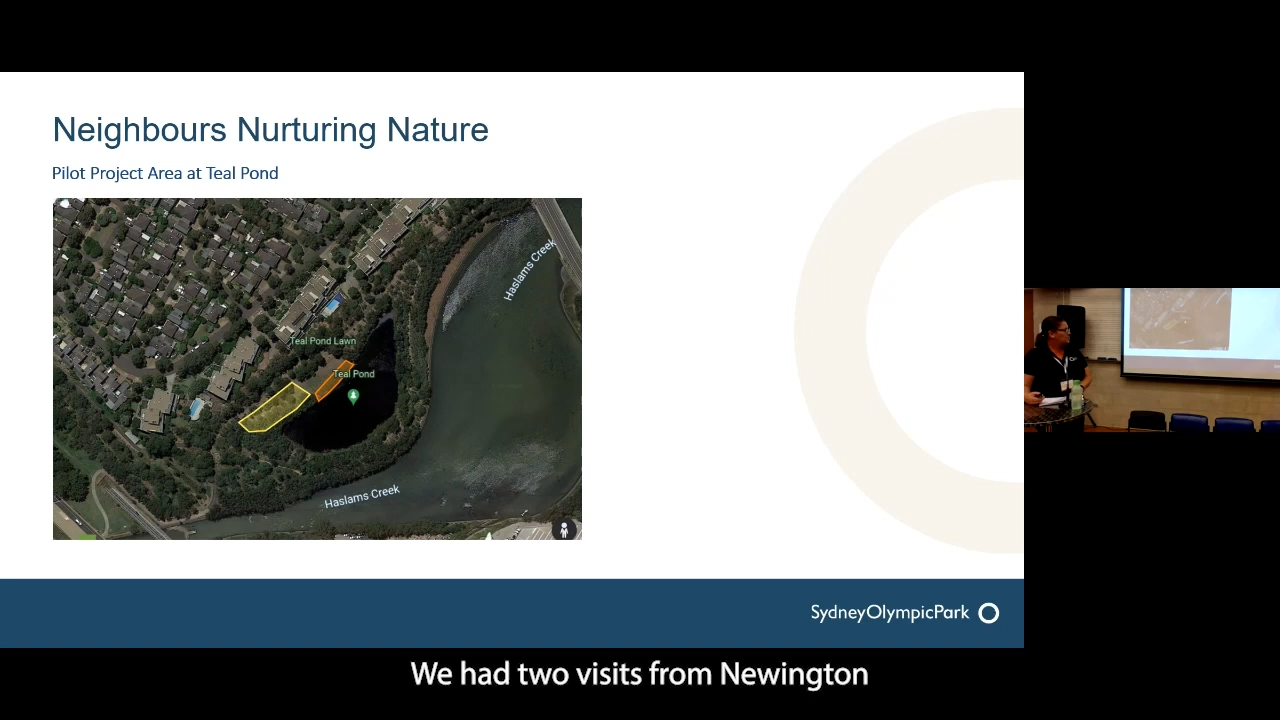 Neighbours Nurturing Nature
Pilot Project Area at Teal Pond
Haslams Creek
Teal Pond Lawn
Teal Pond
Haslams Creek
SydneyOlympicPark
We had two visits from Newington